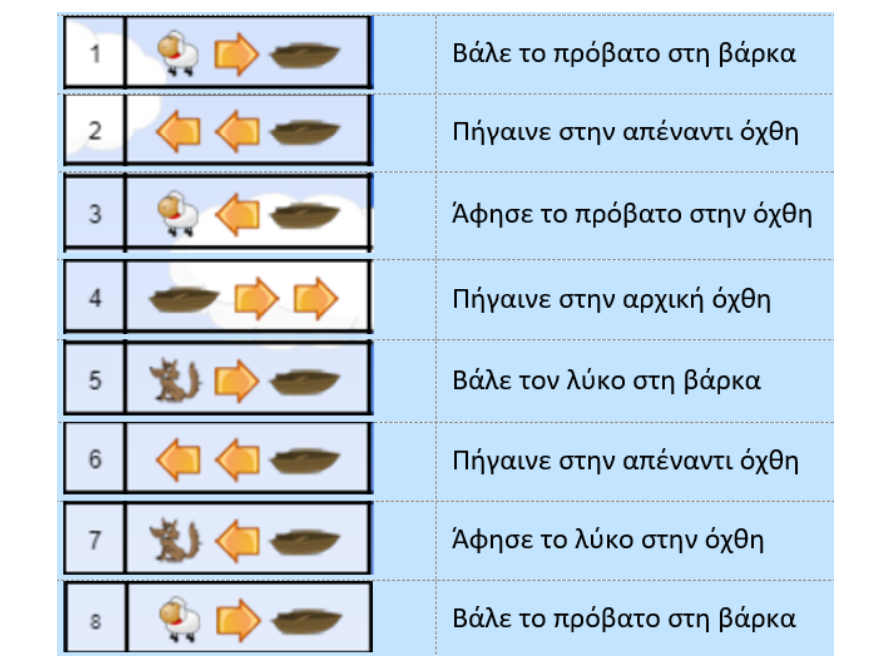 1 Βάλε το πρόβατο στη βάρκα
2 Πήγαινε στην απέναντι όχθη
3 Άφησε το πρόβατο στην όχθη
4 Πήγαινε στην αρχική όχθη
5 Βάλε τον λύκο στη βάρκα
6 Πήγαινε στην απέναντι όχθη
7 Άφησε το λύκο στην όχθη
8 Βάλε το πρόβατο στη βάρκα